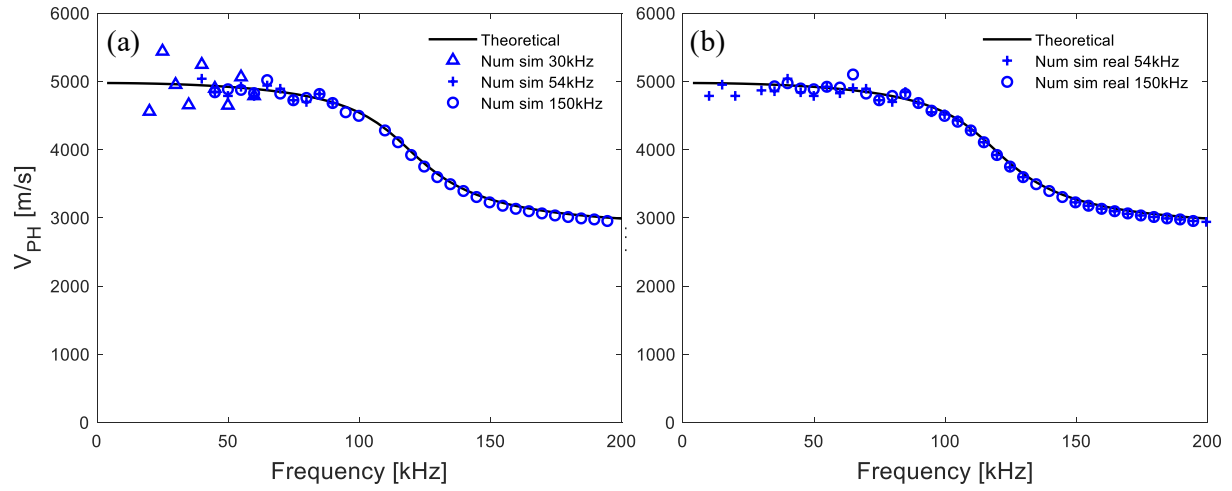 (a)
Theoretical
Num sim 30kHz
Num sim 54kHz
Num sim 150kHz
V_PH [m/s]
6000
5000
4000
3000
2000
1000
0
0 50 100 150 200
Frequency [kHz]
(b)
Theoretical
Num sim real 54kHz
Num sim real 150kHz
6000
5000
4000
3000
2000
1000
0
0 50 100 150 200
Frequency [kHz]